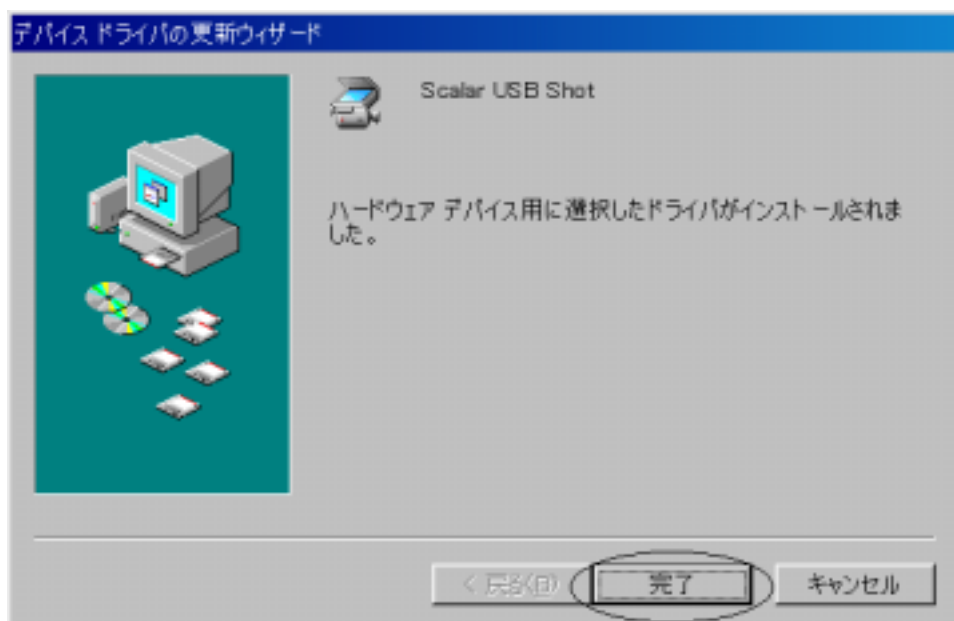 デバイス ドライバの更新ウィザード
Scalar USB Shot
ハードウェア デバイス用に選択したドライバがインストールされま
した。
< 戻る(B)
完了
キャンセル